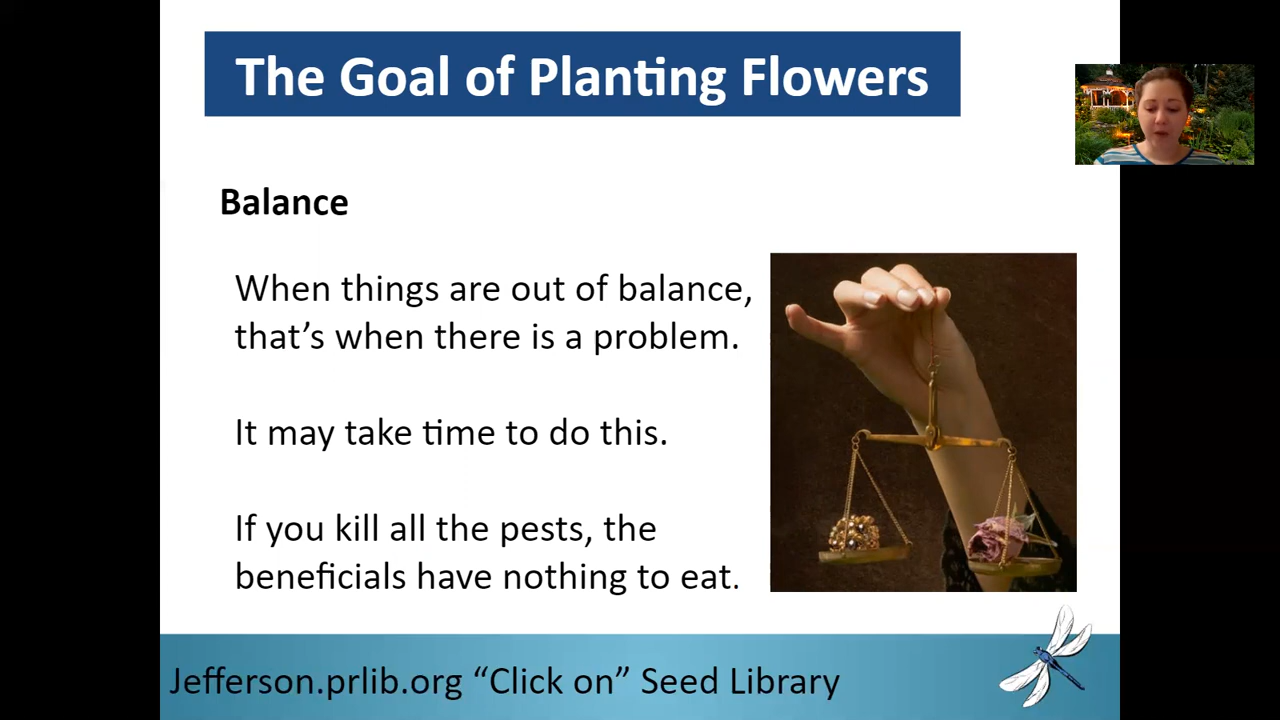 The Goal of Planting Flowers
Balance
When things are out of balance,
that’s when there is a problem.
It may take time to do this.
If you kill all the pests, the
beneficials have nothing to eat.
Jefferson.prlib.org “Click on” Seed Library